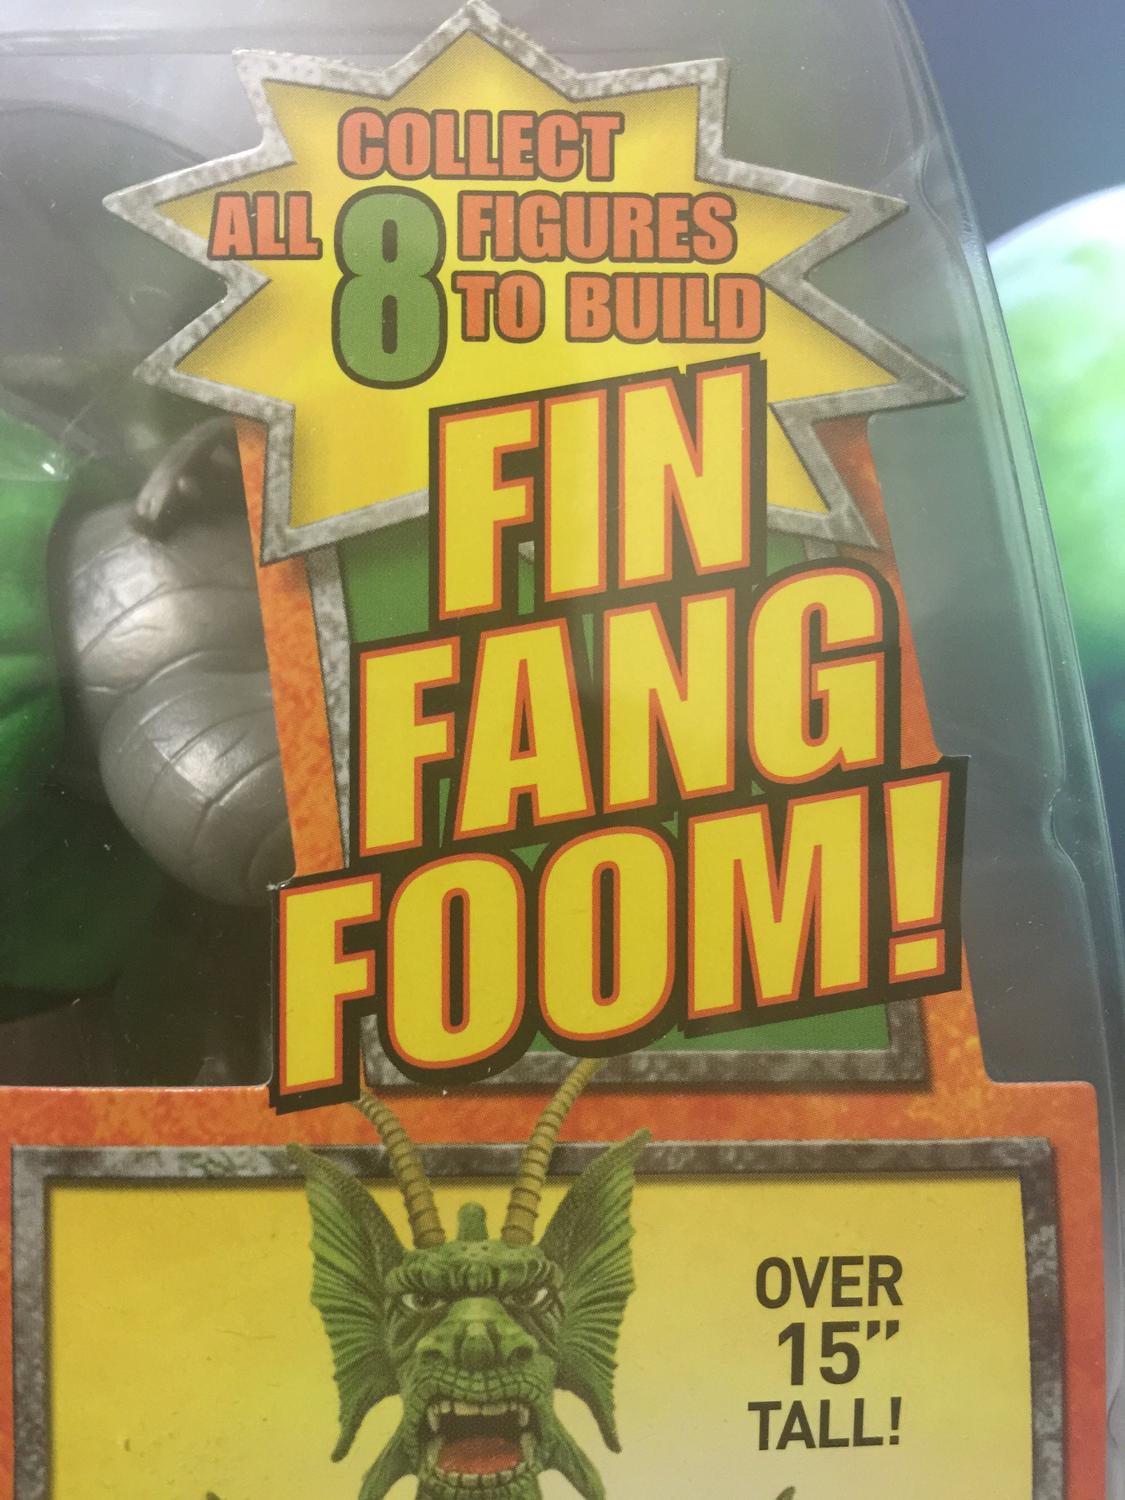 COLLECT
ALL 8 FIGURES
TO BUILD
FIN
FANG
FOOM!
OVER
15”
TALL!